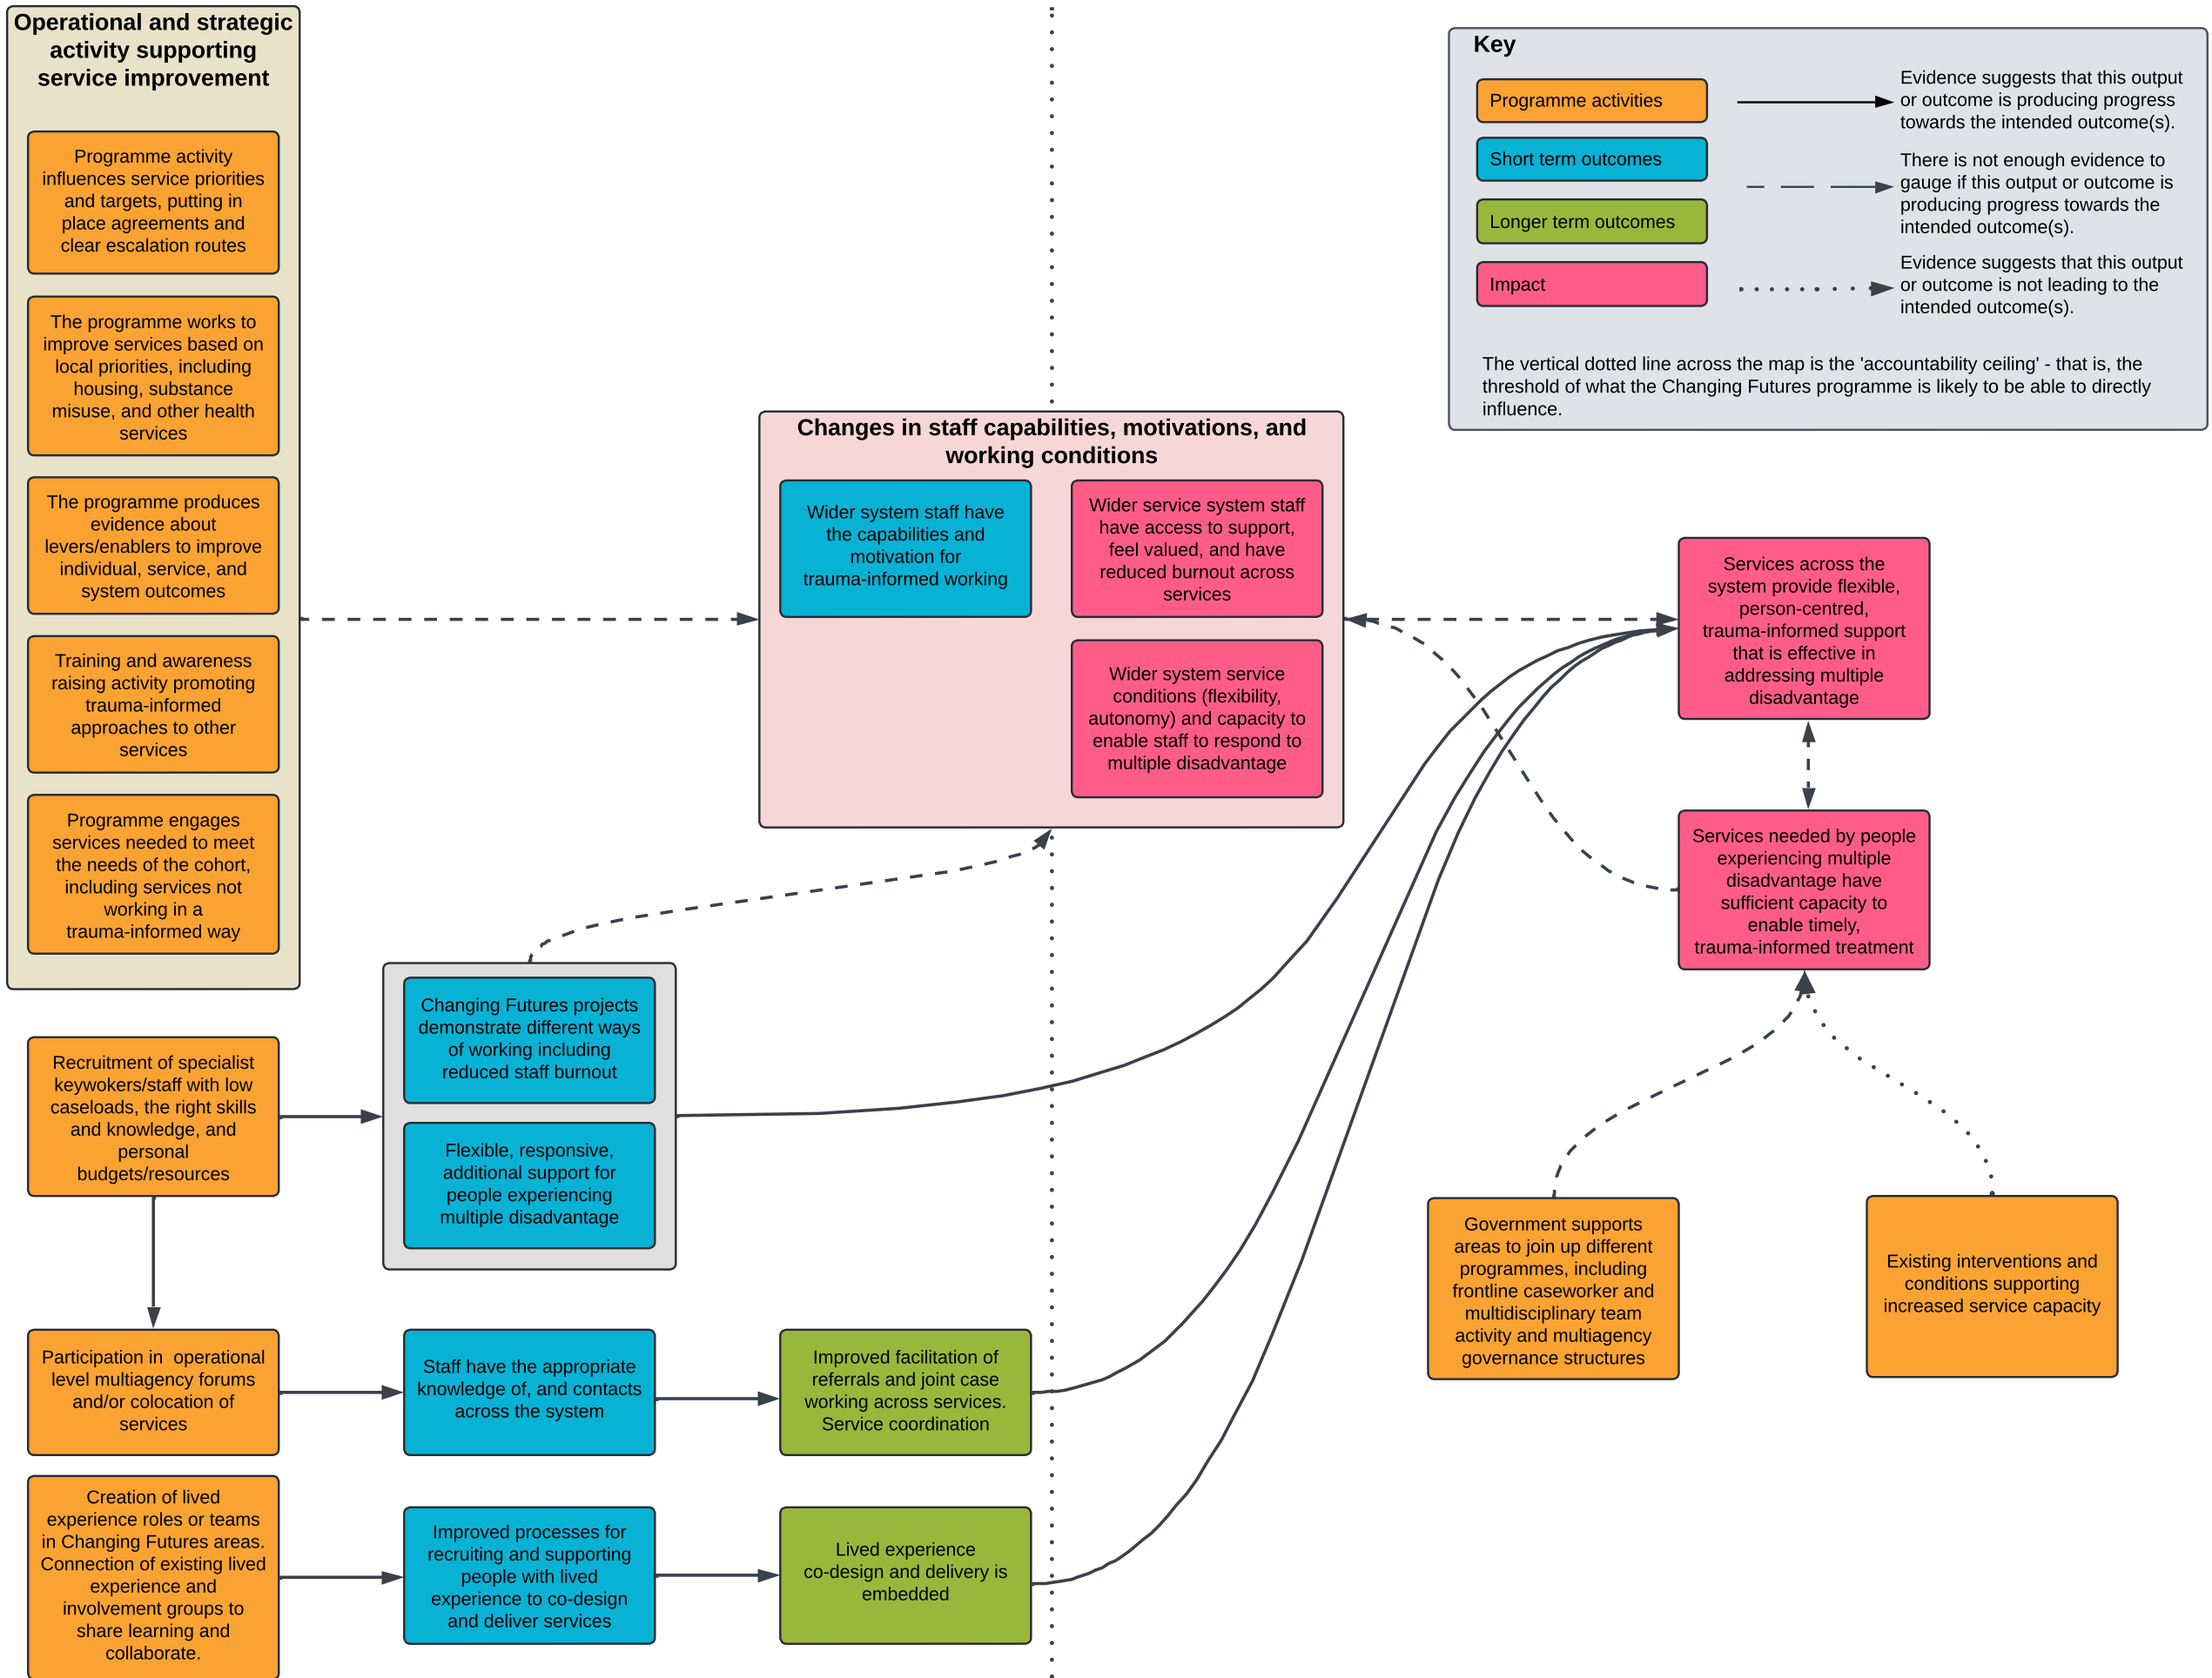 Operational and strategic
activity supporting
service improvement
Programme activity
influences service priorities
and targets, putting in
place agreements and
clear escalation routes
The programme works to
improve services based on
local priorities, including
housing, substance
misuse, and other health
services
The programme produces
evidence about
levers/enablers to improve
individual, service, and
system outcomes
Training and awareness
raising activity promoting
trauma-informed
approaches to other
services
Programme engages
services needed to meet
the needs of the cohort,
including services not
working in a
trauma-informed way
Recruitment of specialist
keywokers/staff with low
caseloads, the right skills
and knowledge, and
personal
budgets/resources
Participation in  operational
level multiagency forums
and/or colocation of
services
Creation of lived
experience roles or teams
in Changing Futures areas.
Connection of existing lived
experience and
involvement groups to
share learning and
collaborate.
Changing Futures projects
demonstrate different ways
of working including
reduced staff burnout
Flexible, responsive,
additional support for
people experiencing
multiple disadvantage
Staff have the appropriate
knowledge of, and contacts
across the system
Improved processes for
recruiting and supporting
people with lived
experience to co-design
and deliver services
Changes in staff capabilities, motivations, and
working conditions
Wider system staff have
the capabilities and
motivation for
trauma-informed working
Wider service system staff
have access to support,
feel valued, and have
reduced burnout across
services
Wider system service
conditions (flexibility,
autonomy) and capacity to
enable staff to respond to
multiple disadvantage
Improved facilitation of
referrals and joint case
working across services.
Service coordination
Lived experience
co-design and delivery is
embedded
Key
Programme activities
Short term outcomes
Longer term outcomes
Impact
Evidence suggests that this output
or outcome is producing progress
towards the intended outcome(s).
There is not enough evidence to
gauge if this output or outcome is
producing progress towards the
intended outcome(s).
Evidence suggests that this output
or outcome is not leading to the
intended outcome(s).
The vertical dotted line across the map is the 'accountability ceiling' - that is, the
threshold of what the Changing Futures programme is likely to be able to directly
influence.
Services across the
system provide flexible,
person-centred,
trauma-informed support
that is effective in
addressing multiple
disadvantage
Services needed by people
experiencing multiple
disadvantage have
sufficient capacity to
enable timely,
trauma-informed treatment
Government supports
areas to join up different
programmes, including
frontline caseworker and
multidisciplinary team
activity and multiagency
governance structures
Existing interventions and
conditions supporting
increased service capacity